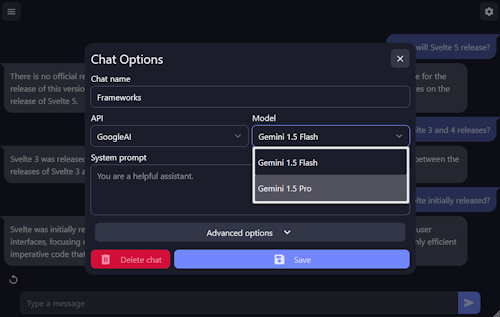 will Svelte 5 release?
There is no official re
release of this version
release of Svelte 5.
e for the
es on the
Svelte 3 and 4 releases?
Svelte 3 was released
releases of Svelte 3 a
between the
Svelte initially released?
Svelte was initially re
interfaces, focusing
imperative code that
user
efficient
Chat Options
Chat name
Frameworks
API
Model
GoogleAI
Gemini 1.5 Flash
Gemini 1.5 Flash
Gemini 1.5 Pro
System prompt
You are a helpful assistant.
Advanced options
Delete chat
Save
Type a message